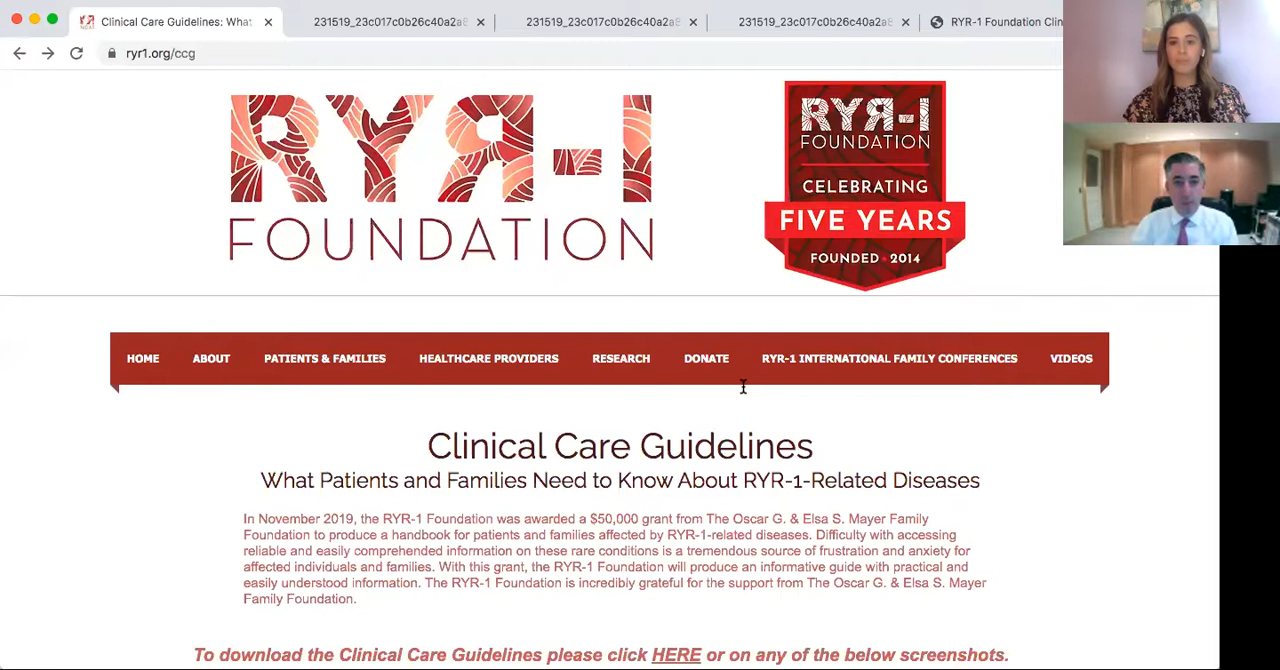 Clinical Care Guidelines: What
231519_23c017c0b26c40a2a8
231519_23c017c0b26c40a2a8
231519_23c017c0b26c40a2a8
RYR-1 Foundation Clin
ryr1.org/ccg
RYR-1
FOUNDATION
RYR-1
FOUNDATION
CELEBRATING
FIVE YEARS
FOUNDED • 2014
HOME ABOUT PATIENTS & FAMILIES HEALTHCARE PROVIDERS RESEARCH DONATE RYR-1 INTERNATIONAL FAMILY CONFERENCES VIDEOS
Clinical Care Guidelines
What Patients and Families Need to Know About RYR-1-Related Diseases
In November 2019, the RYR-1 Foundation was awarded a $50,000 grant from The Oscar G. & Elsa S. Mayer Family
Foundation to produce a handbook for patients and families affected by RYR-1-related diseases. Difficulty with accessing
reliable and easily comprehended information on these rare conditions is a tremendous source of frustration and anxiety for
affected individuals and families. With this grant, the RYR-1 Foundation will produce an informative guide with practical and
easily understood information. The RYR-1 Foundation is incredibly grateful for the support from The Oscar G. & Elsa S. Mayer
Family Foundation.
To download the Clinical Care Guidelines please click HERE or on any of the below screenshots.